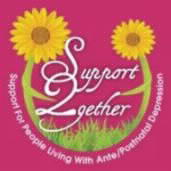 Support
2gether
Support For People Living With Ante/Postnatal Depression